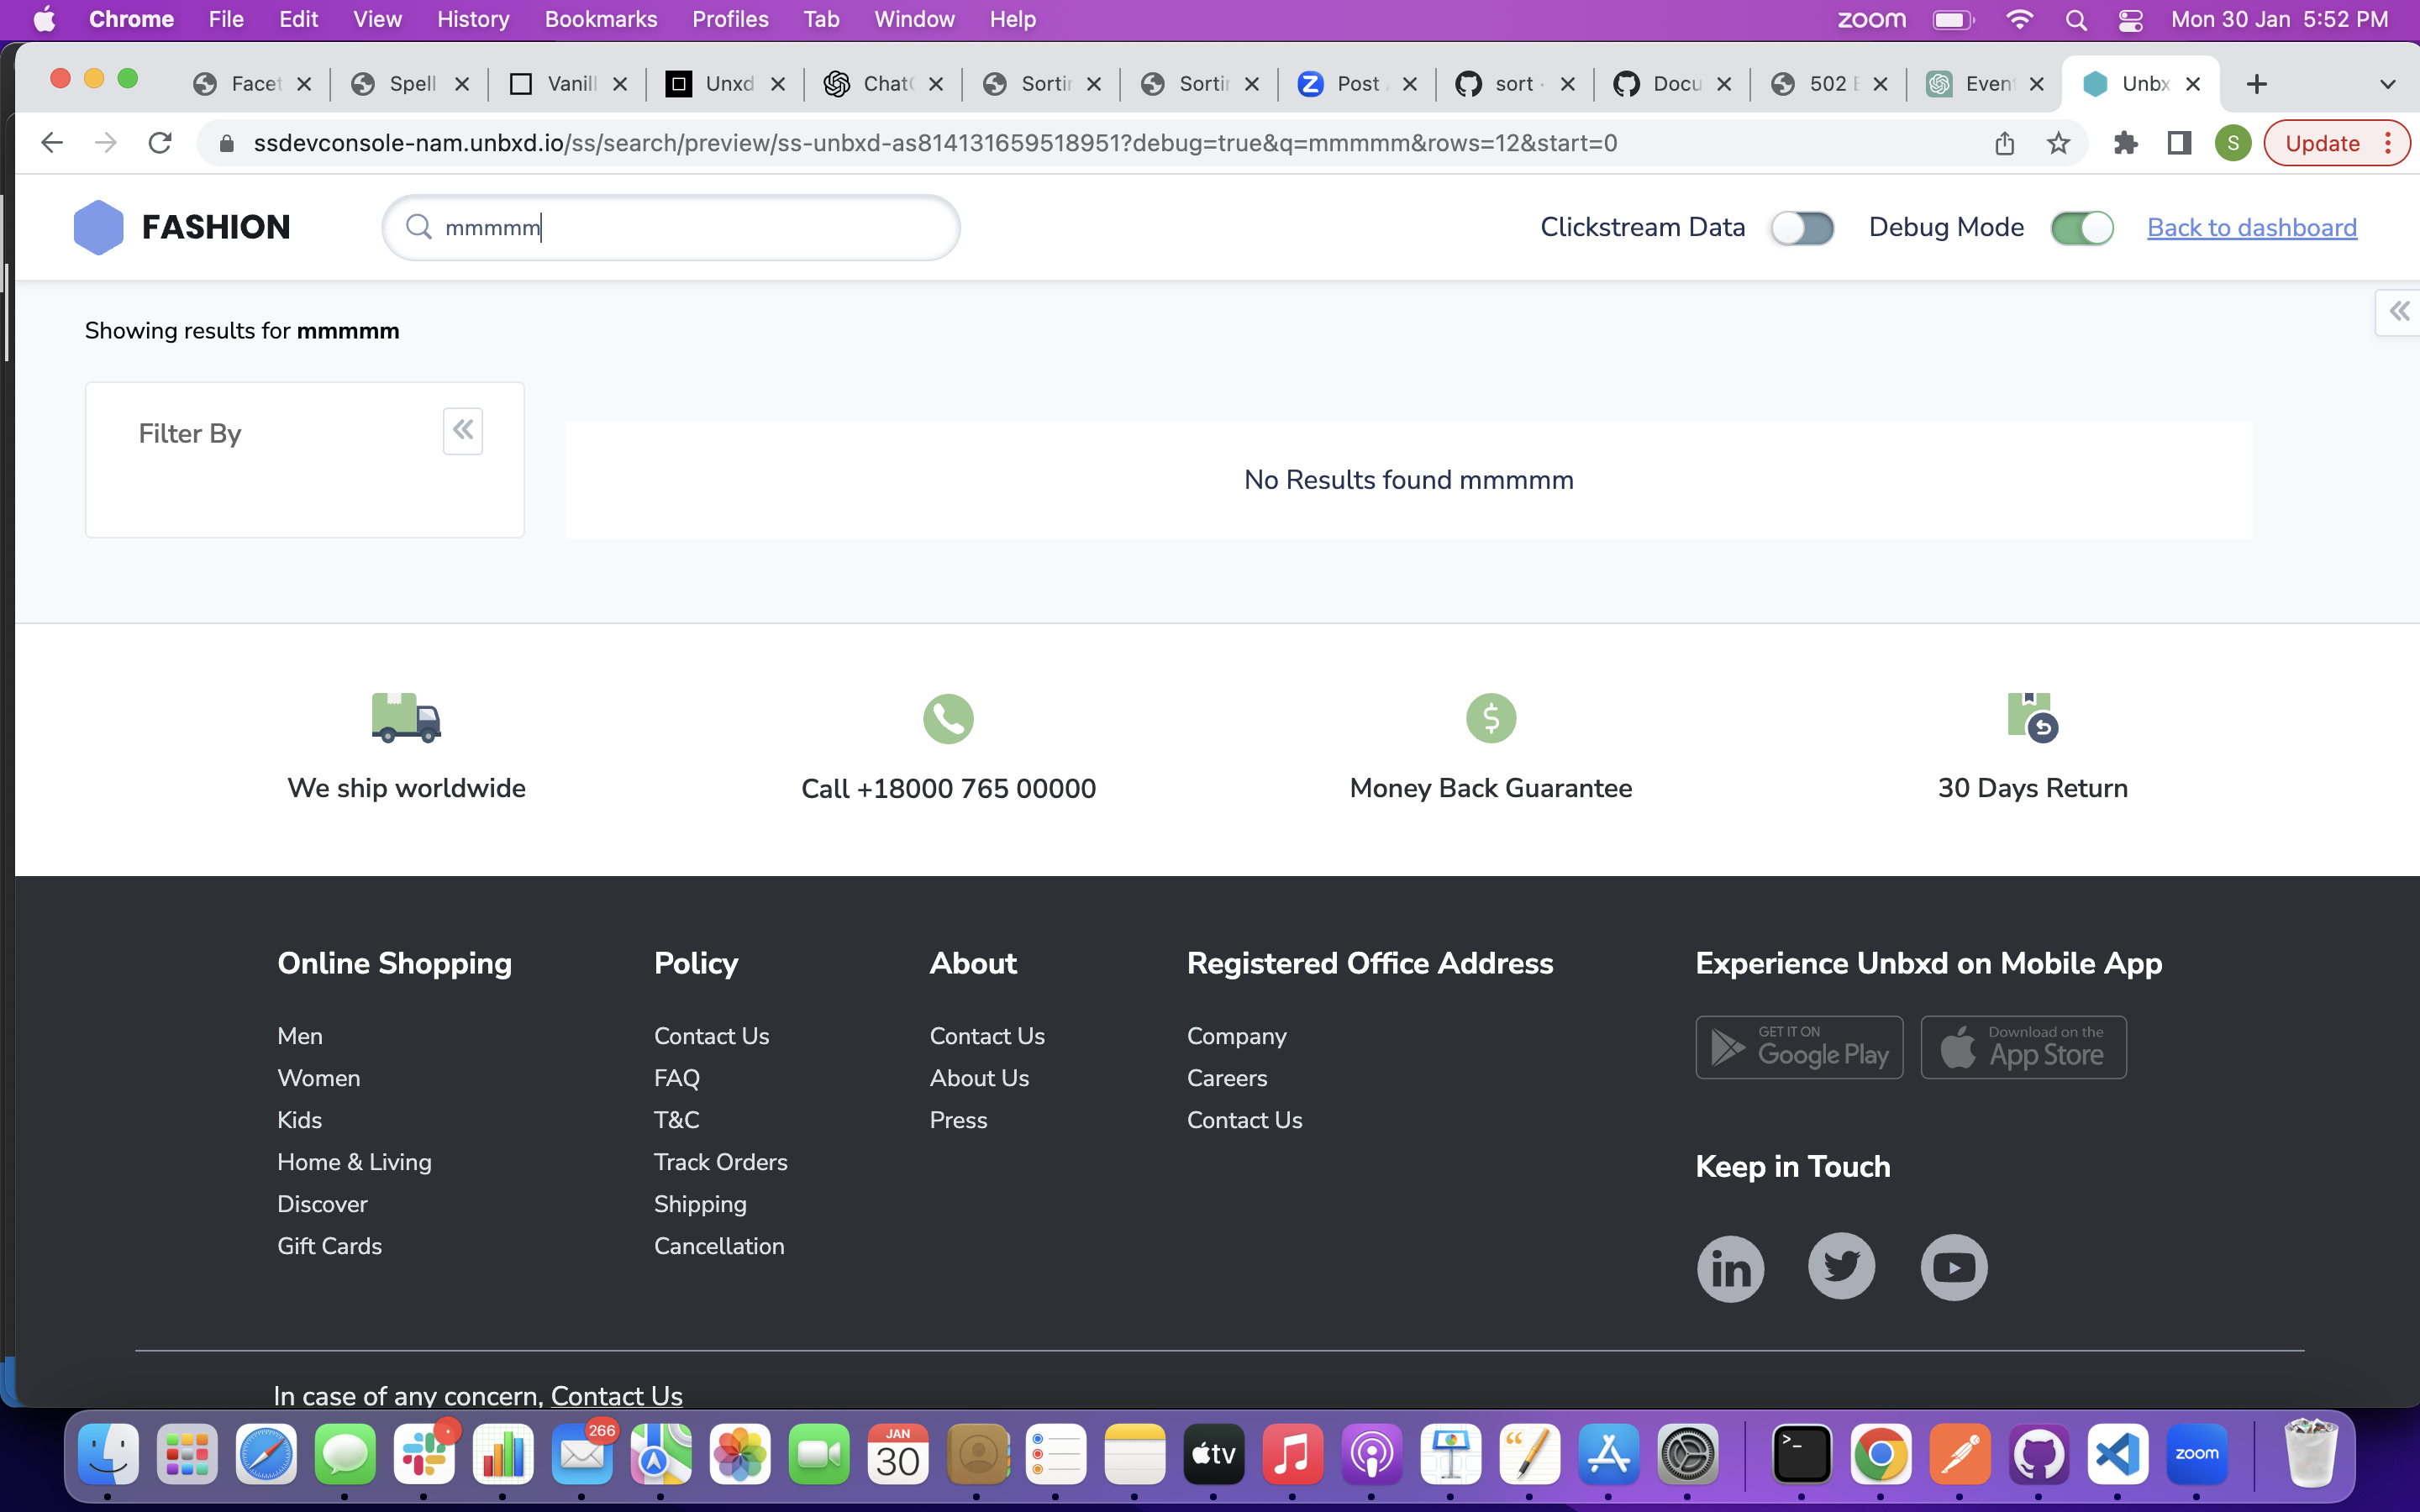 Chrome File Edit View History Bookmarks Profiles Tab Window Help zoom Mon 30 Jan 5:52 PM
Facet Spell Vanill Unxd Chat Sortin Sortin Post sort · Docu 502 Even Unbx
ssdevconsole-nam.unbxd.io/ss/search/preview/ss-unbxd-as814131659518951?debug=true&q=mmmmm&rows=12&start=0 S Update
FASHION mmmmm Clickstream Data Debug Mode Back to dashboard
Showing results for mmmmm
Filter By
No Results found mmmmm
We ship worldwide Call +18000 765 00000 Money Back Guarantee 30 Days Return
Online Shopping Policy About Registered Office Address Experience Unbxd on Mobile App
Men Contact Us Contact Us Company GET IT ON Google Play Download on the App Store
Women FAQ About Us Careers
Kids T&C Press Contact Us
Home & Living Track Orders Keep in Touch
Discover Shipping
Gift Cards Cancellation
in
In case of any concern, Contact Us
266 JAN 30 tv >_ zoom